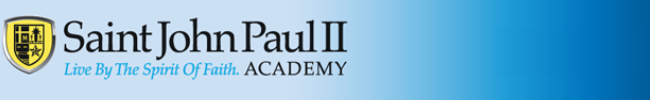 Saint John Paul II
Live By The Spirit Of Faith. ACADEMY